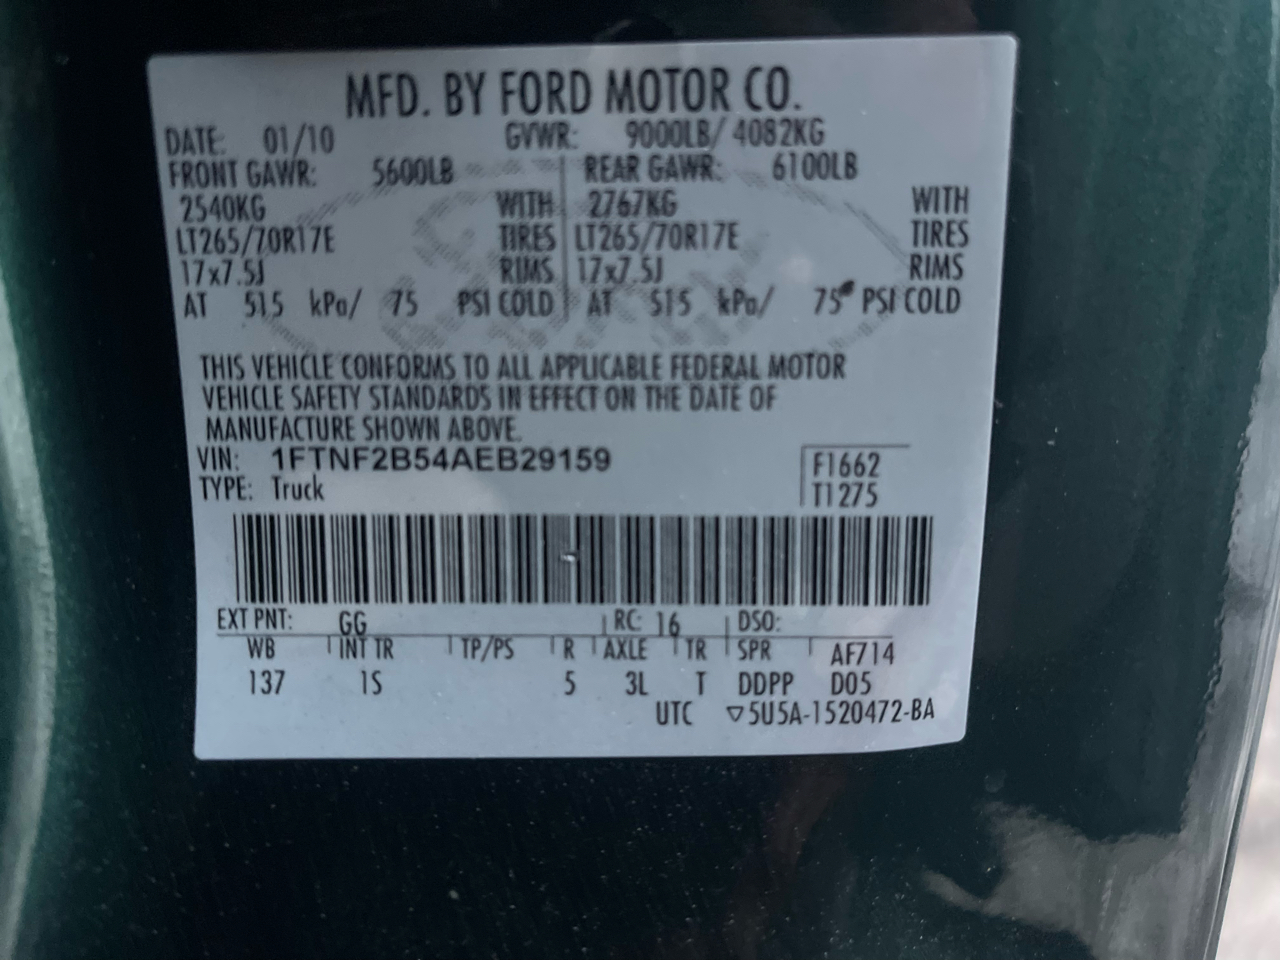 MFD. BY FORD MOTOR CO.
DATE: 01/10 GVWR: 9000LB/ 4082KG
FRONT GAWR: 5600LB REAR GAWR: 6100LB
2540KG WITH 2767KG WITH
LT265/70R17E TIRES LT265/70R17E TIRES
17x7.5J RIMS 17x7.5J RIMS
AT 515 kPa/ 75 PSI COLD AT 515 kPa/ 75 PSI COLD
THIS VEHICLE CONFORMS TO ALL APPLICABLE FEDERAL MOTOR
VEHICLE SAFETY STANDARDS IN EFFECT ON THE DATE OF
MANUFACTURE SHOWN ABOVE.
VIN: 1FTNF2B54AEB29159 F1662
TYPE: Truck T1275
EXT PNT: GG RC: 16 DSO:
WB INT TR TP/PS R AXLE TR SPR AF714
137 1S 5 3L T DDPP D05
UTC ▽5U5A-1520472-BA